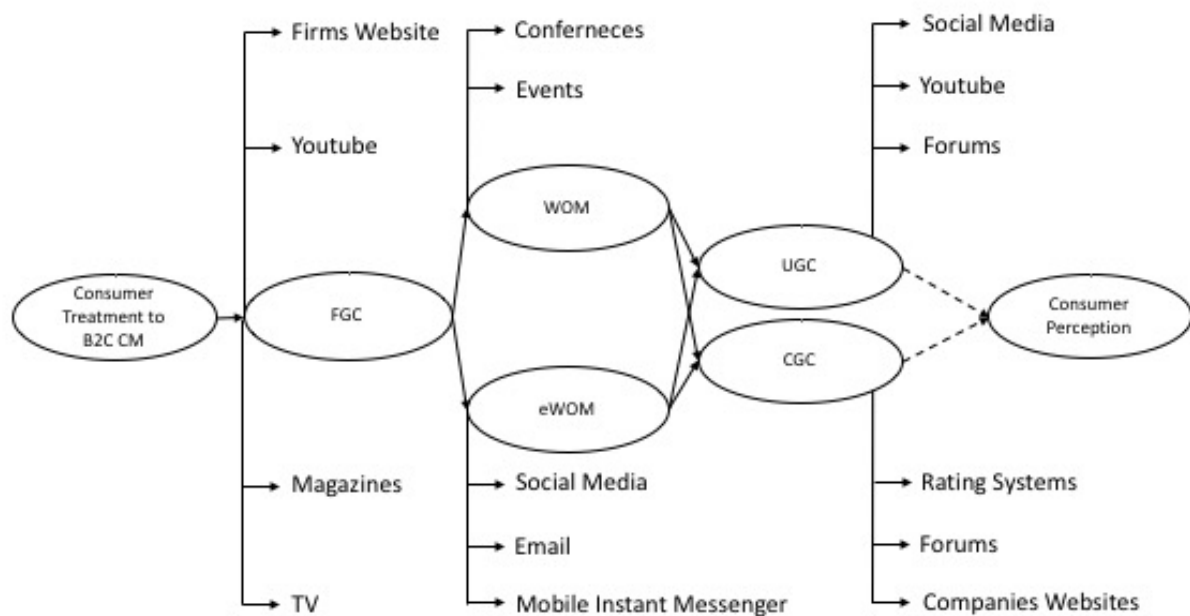 Firms Website
Youtube
Conferneces
Events
Social Media
Youtube
Forums
WOM
UGC
Consumer
Treatment to
B2C CM
FGC
Consumer
Perception
CGC
eWOM
Magazines
TV
Social Media
Email
Mobile Instant Messenger
Rating Systems
Forums
Companies Websites